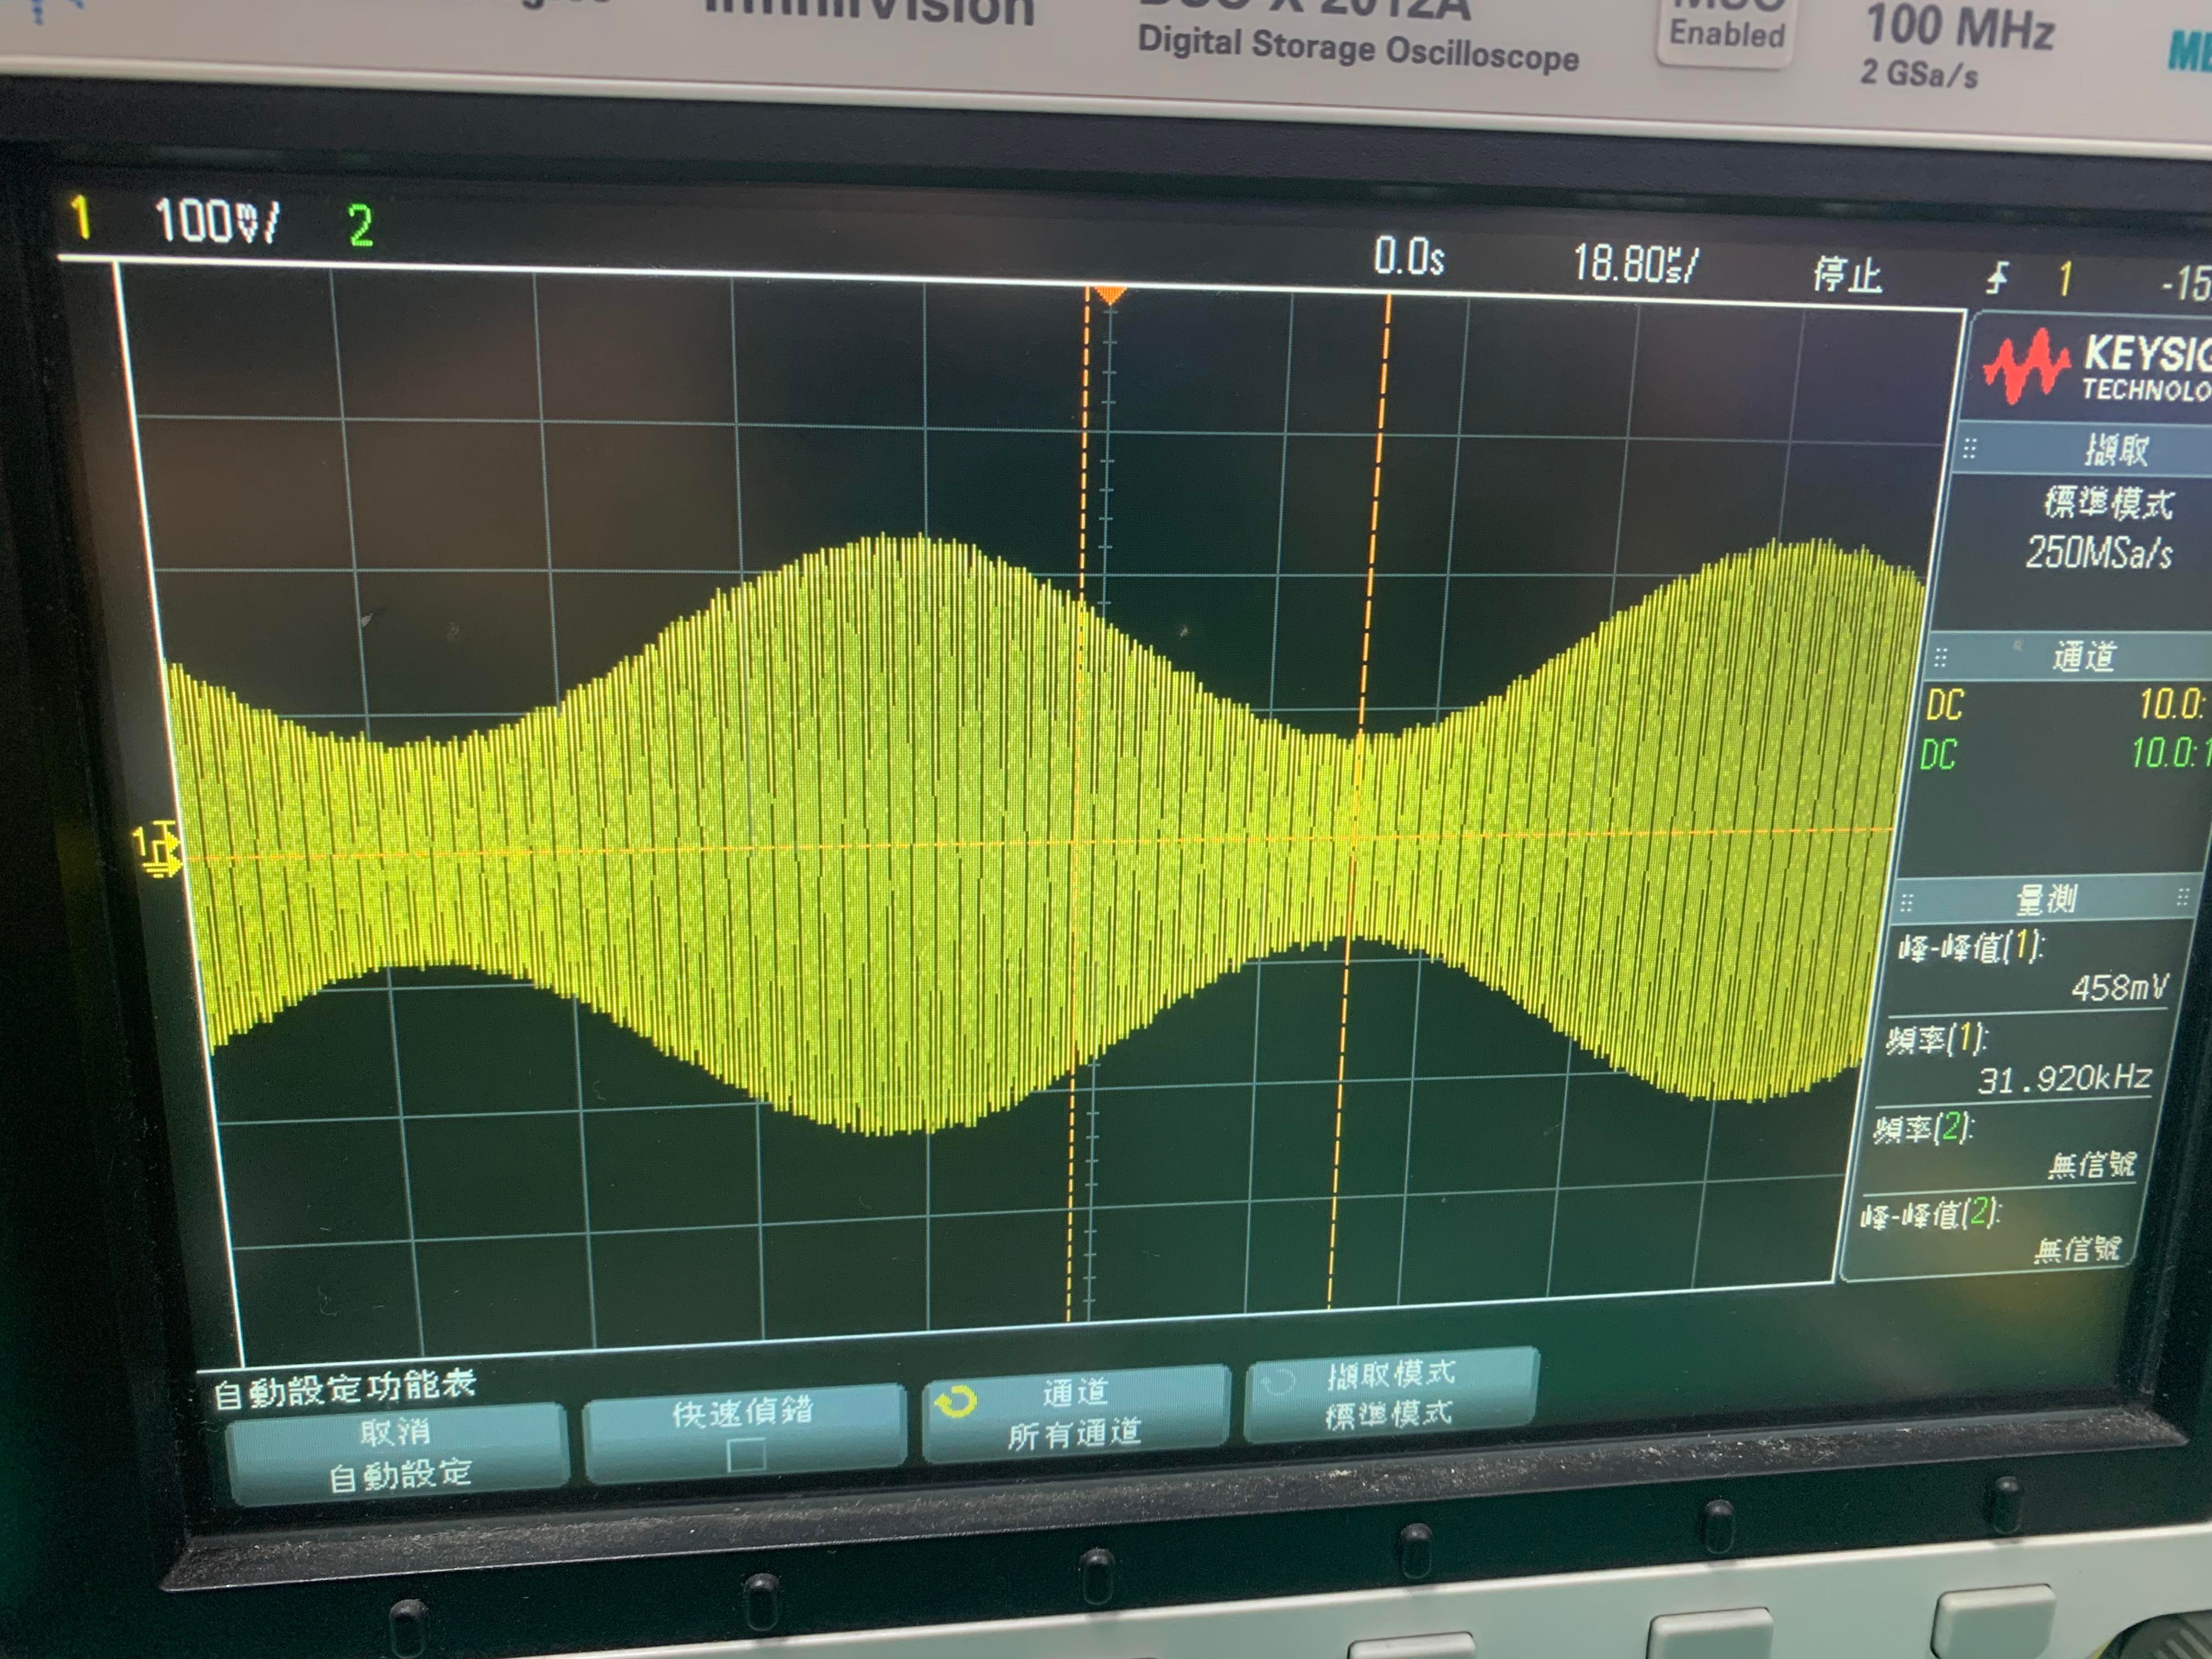 InfiniiVision
DSO-X 2012A
Digital Storage Oscilloscope
MSO
Enabled
100 MHz
2 GSa/s
1 100mV/ 2 0.0s 18.80µs/ 停止 1 -15
KEYSIG
TECHNOLO
擷取
標準模式
250MSa/s
通道
DC 10.0:
DC 10.0:1
1
量測
峰-峰值(1):
458mV
頻率(1):
31.920kHz
頻率(2):
無信號
峰-峰值(2):
無信號
自動設定功能表
取消
自動設定
快速偵錯
通道
所有通道
擷取模式
標準模式